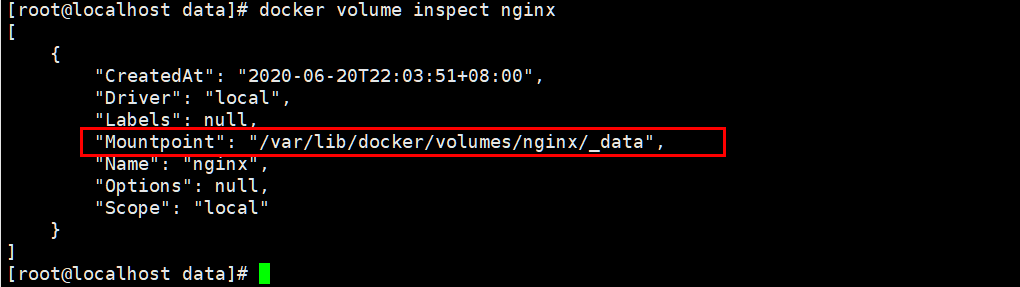 [root@localhost data]# docker volume inspect nginx
[
    {
        "CreatedAt": "2020-06-20T22:03:51+08:00",
        "Driver": "local",
        "Labels": null,
        "Mountpoint": "/var/lib/docker/volumes/nginx/_data",
        "Name": "nginx",
        "Options": null,
        "Scope": "local"
    }
]
[root@localhost data]#